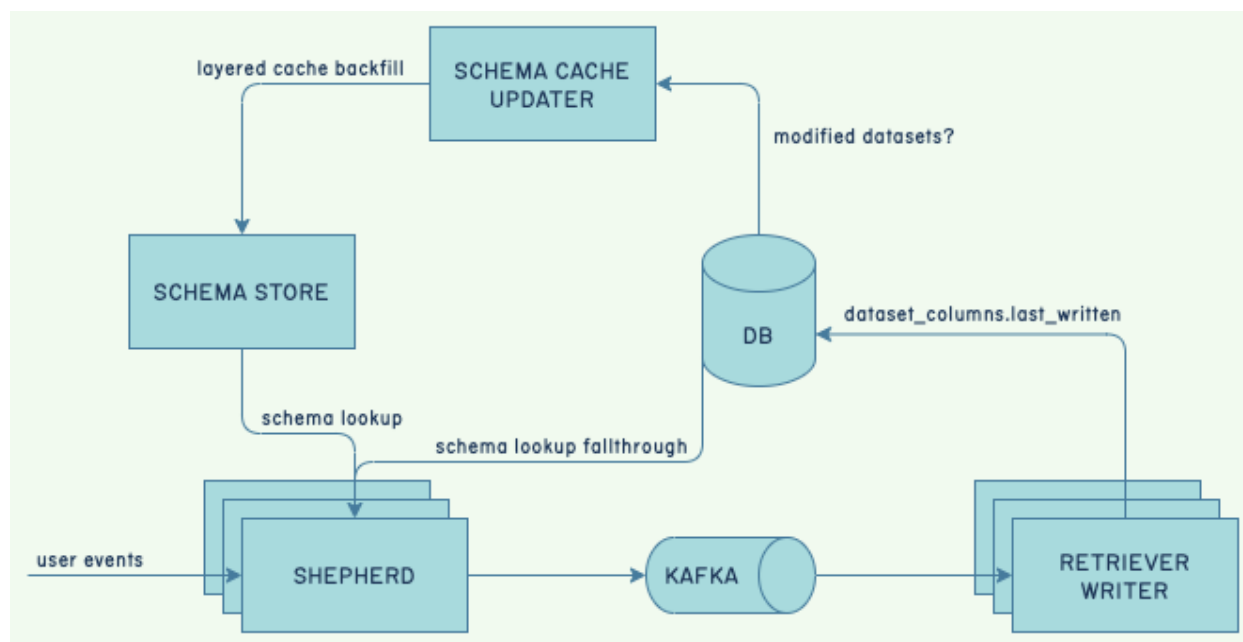 layered cache backfill
SCHEMA CACHE
UPDATER
modified datasets?
SCHEMA STORE
DB
dataset_columns.last_written
schema lookup
schema lookup fallthrough
user events
SHEPHERD
KAFKA
RETRIEVER
WRITER